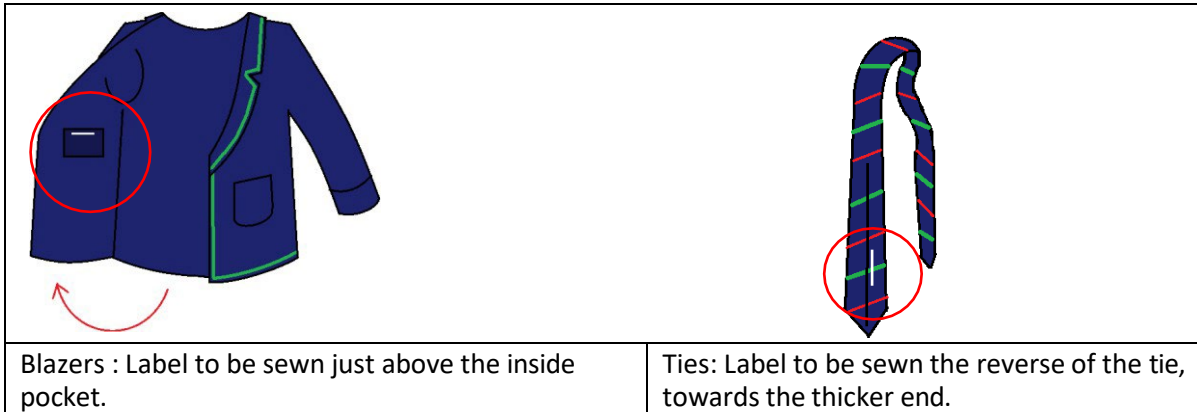 Blazers : Label to be sewn just above the inside
pocket.
Ties: Label to be sewn the reverse of the tie,
towards the thicker end.